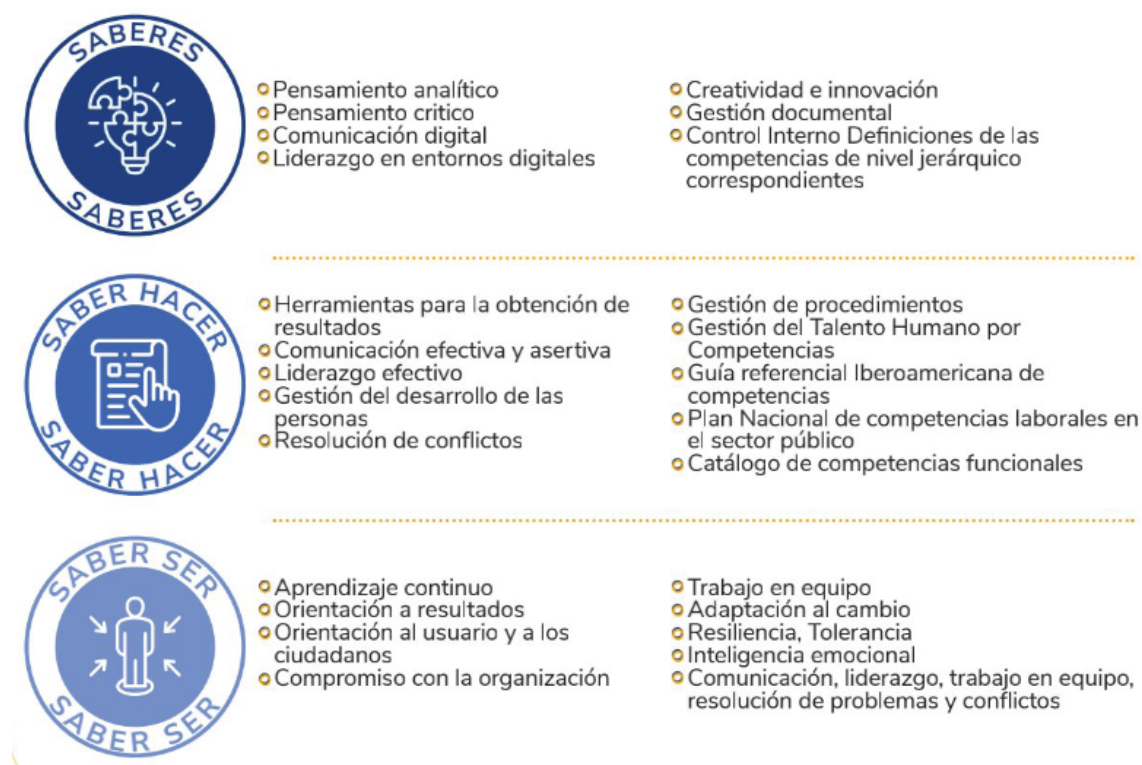 SABERES
SABERES
Pensamiento analítico
Pensamiento critico
Comunicación digital
Liderazgo en entornos digitales
Creatividad e innovación
Gestión documental
Control Interno Definiciones de las
competencias de nivel jerárquico
correspondientes
SABER HACER
SABER HACER
Herramientas para la obtención de
resultados
Comunicación efectiva y asertiva
Liderazgo efectivo
Gestión del desarrollo de las
personas
Resolución de conflictos
Gestión de procedimientos
Gestión del Talento Humano por
Competencias
Guía referencial Iberoamericana de
competencias
Plan Nacional de competencias laborales en
el sector público
Catálogo de competencias funcionales
SABER SER
SABER SER
Aprendizaje continuo
Orientación a resultados
Orientación al usuario y a los
ciudadanos
Compromiso con la organización
Trabajo en equipo
Adaptación al cambio
Resiliencia, Tolerancia
Inteligencia emocional
Comunicación, liderazgo, trabajo en equipo,
resolución de problemas y conflictos